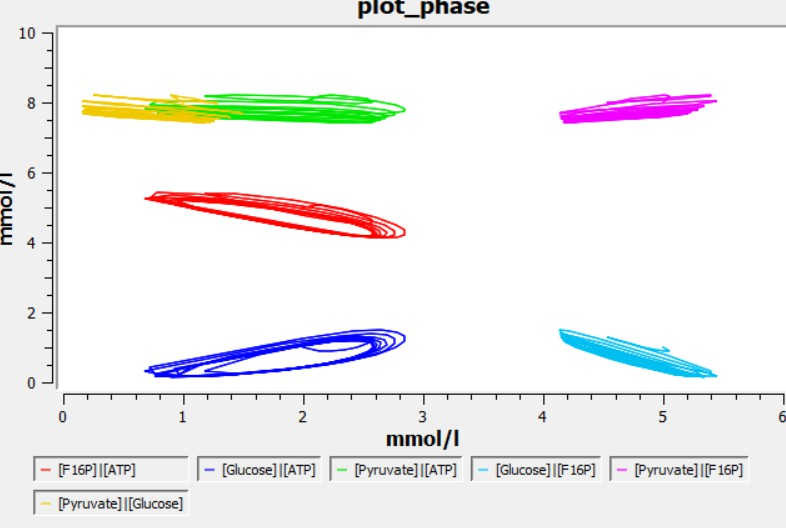 plot_phase
10
8
6
4
2
0
mmol/l
0 1 2 3 4 5 6
mmol/l
[F16P]|[ATP] [Glucose]|[ATP] [Pyruvate]|[ATP] [Glucose]|[F16P] [Pyruvate]|[F16P]
[Pyruvate]|[Glucose]